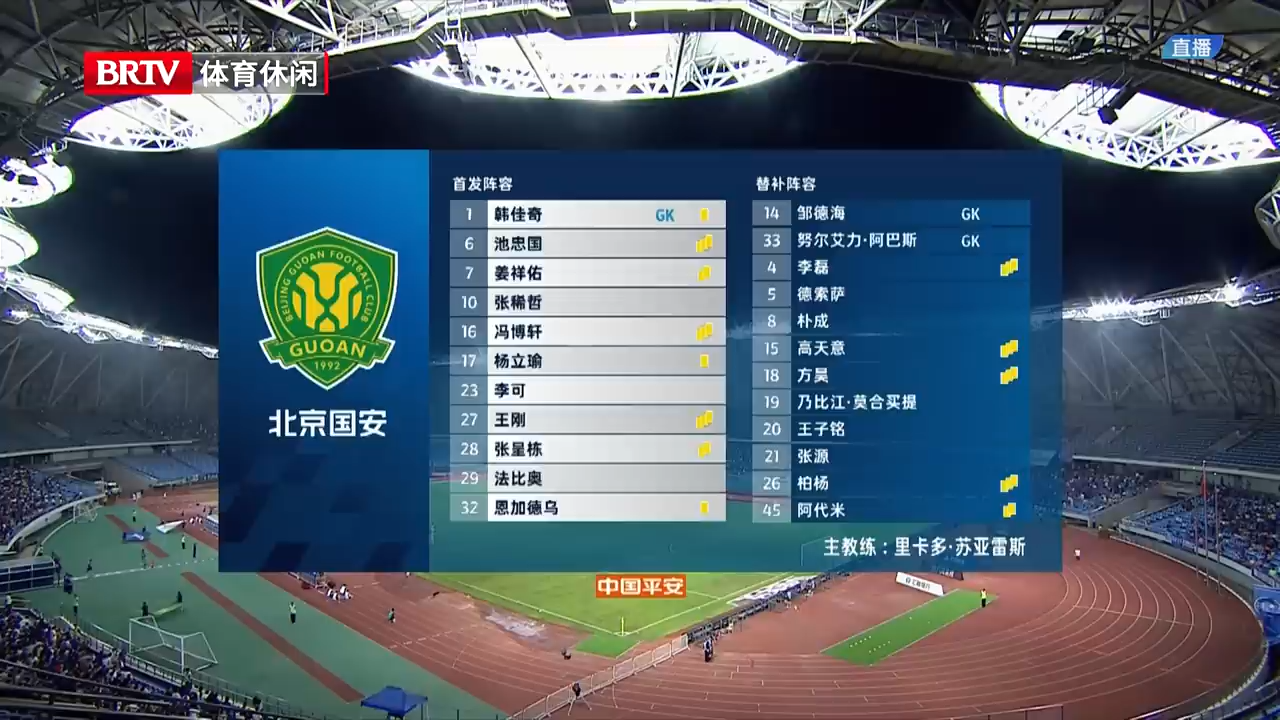 BRTV 体育休闲
直播
BEIJING GUOAN FOOTBALL CLUB
GUOAN
1992
北京国安
首发阵容
1 韩佳奇 GK
6 池忠国
7 姜祥佑
10 张稀哲
16 冯博轩
17 杨立瑜
23 李可
27 王刚
28 张呈栋
29 法比奥
32 恩加德乌
替补阵容
14 邹德海 GK
33 努尔艾力·阿巴斯 GK
4 李磊
5 德索萨
8 朴成
15 高天意
18 方昊
19 乃比江·莫合买提
20 王子铭
21 张源
26 柏杨
45 阿代米
主教练：里卡多·苏亚雷斯
中国平安